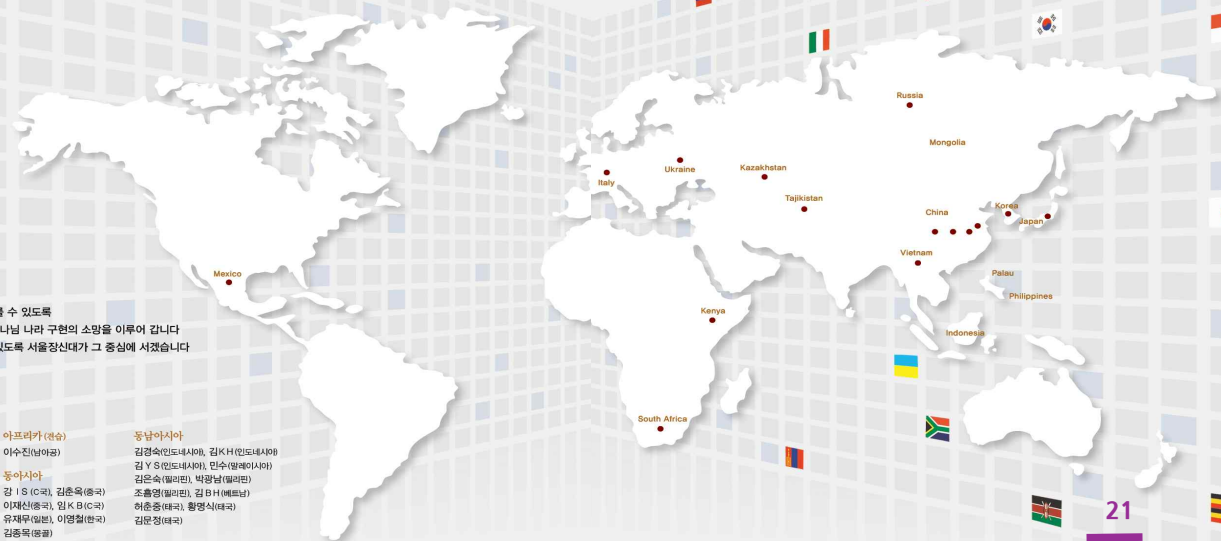 Russia
Mongolia
Italy
Ukraine
Kazakhstan
Tajikistan
China
Korea
Japan
Vietnam
Mexico
Palau
Philippines
Kenya
Indonesia
South Africa
수 있도록
나님 나라 구현의 소망을 이루어 갑니다
있도록 서울장신대가 그 중심에 서겠습니다
아프리카 (전승)
이수진(남아공)
동아시아
강 I S (C국), 김춘옥(중국)
이재신(중국), 임 K B (C국)
유재무(일본), 이영철(한국)
김종목(몽골)
동남아시아
김경숙(인도네시아), 김 K H (인도네시아)
김 Y S (인도네시아), 민수(말레이시아)
김은숙(필리핀), 박광남(필리핀)
조흠영(필리핀), 김 B H (베트남)
허춘중(태국), 황명식(태국)
김문정(태국)
21